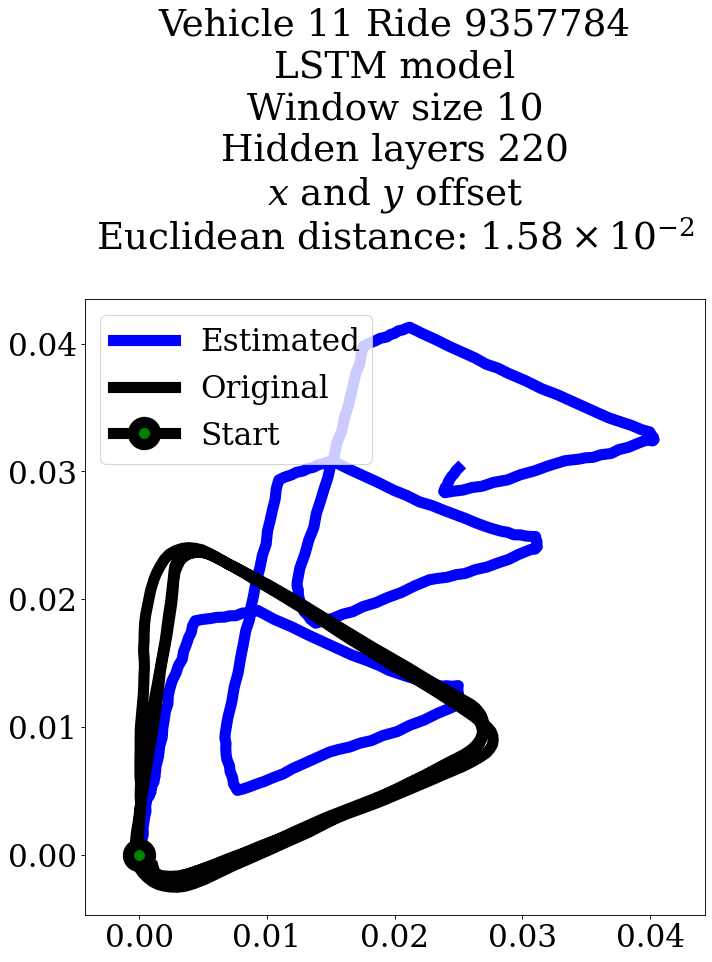 Vehicle 11 Ride 9357784
LSTM model
Window size 10
Hidden layers 220
x and y offset
Euclidean distance: 1.58 × 10⁻²
Estimated
Original
Start
0.04
0.03
0.02
0.01
0.00
0.00 0.01 0.02 0.03 0.04